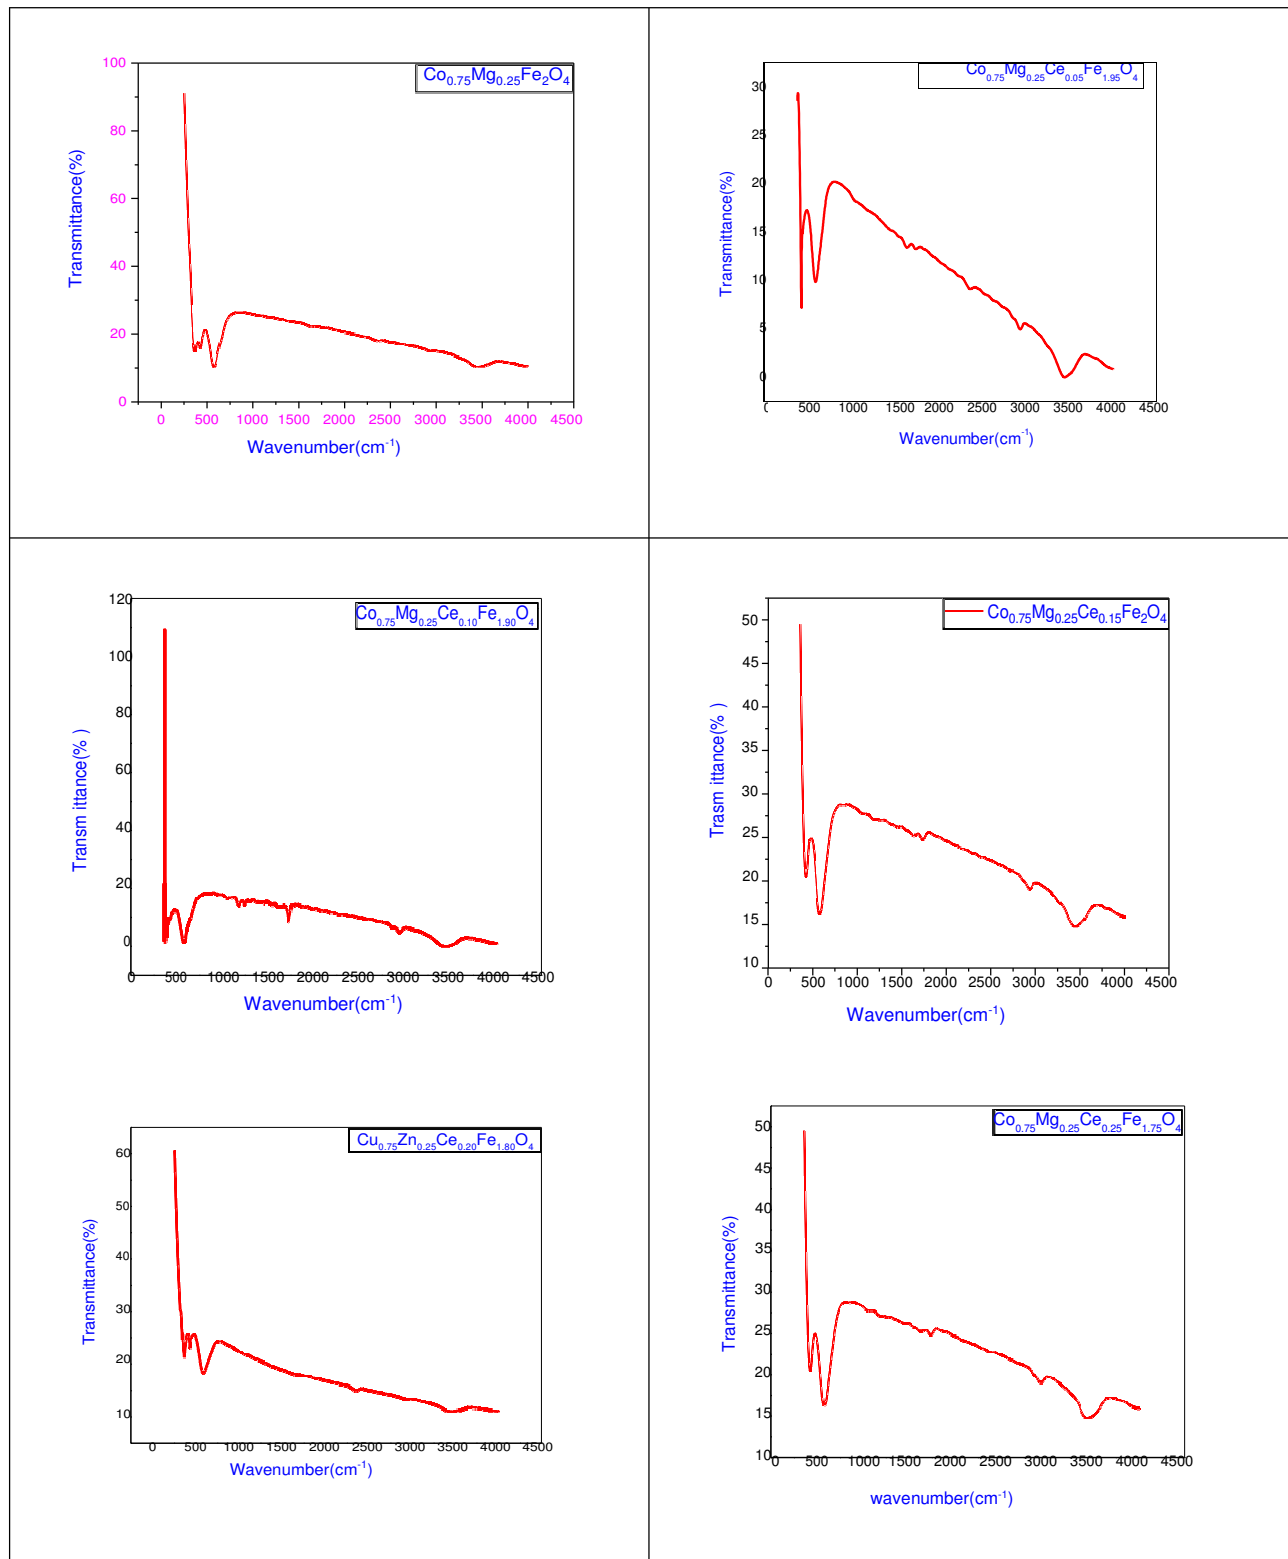 Co0.75Mg0.25Fe2O4
100
80
60
40
20
0
Transmittance(%)
0 500 1000 1500 2000 2500 3000 3500 4000 4500
Wavenumber(cm-1)
Co0.75Mg0.25Ce0.05Fe1.95O4
30
25
20
15
10
5
0
Transmittance(%)
0 500 1000 1500 2000 2500 3000 3500 4000 4500
Wavenumber(cm-1)
Co0.75Mg0.25Ce0.10Fe1.90O4
120
100
80
60
40
20
0
Transm ittance(% )
0 500 1000 1500 2000 2500 3000 3500 4000 4500
Wavenumber(cm-1)
Co0.75Mg0.25Ce0.15Fe2O4
50
45
40
35
30
25
20
15
10
Trasm ittance(% )
0 500 1000 1500 2000 2500 3000 3500 4000 4500
Wavenumber(cm-1)
Cu0.75Zn0.25Ce0.20Fe1.80O4
60
50
40
30
20
10
Transmittance(%)
0 500 1000 1500 2000 2500 3000 3500 4000 4500
Wavenumber(cm-1)
Co0.75Mg0.25Ce0.25Fe1.75O4
50
45
40
35
30
25
20
15
10
Transmittance(%)
0 500 1000 1500 2000 2500 3000 3500 4000 4500
wavenumber(cm-1)